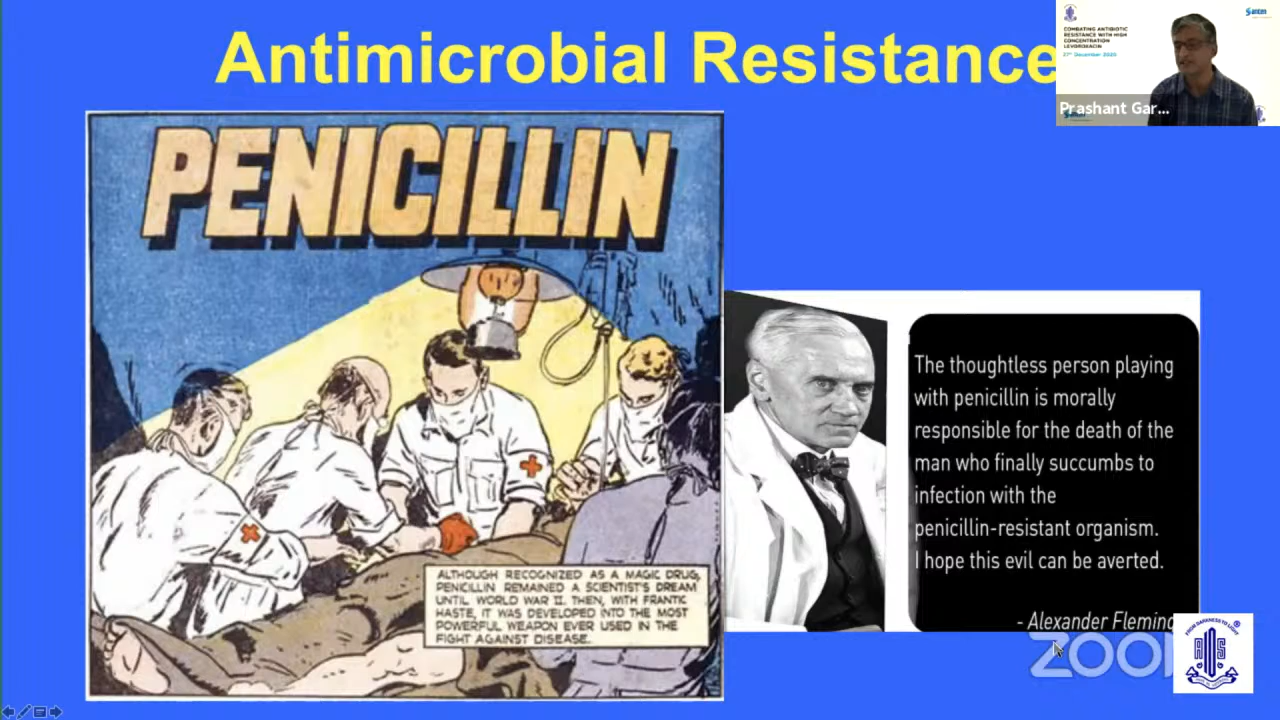 Antimicrobial Resistance
COMBATING ANTIBIOTIC
RESISTANCE WITH HIGH
CONCENTRATION
LEVOFLOXACIN
27th December 2020
Santen
Prashant Gar...
PENICILLIN
ALTHOUGH RECOGNIZED AS A MAGIC DRUG,
PENICILLIN REMAINED A SCIENTIST'S DREAM
UNTIL WORLD WAR II. THEN, WITH FRANTIC
HASTE, IT WAS DEVELOPED INTO THE MOST
POWERFUL WEAPON EVER USED IN THE
FIGHT AGAINST DISEASE.
The thoughtless person playing
with penicillin is morally
responsible for the death of the
man who finally succumbs to
infection with the
penicillin-resistant organism.
I hope this evil can be averted.
- Alexander Fleming
ZOOM